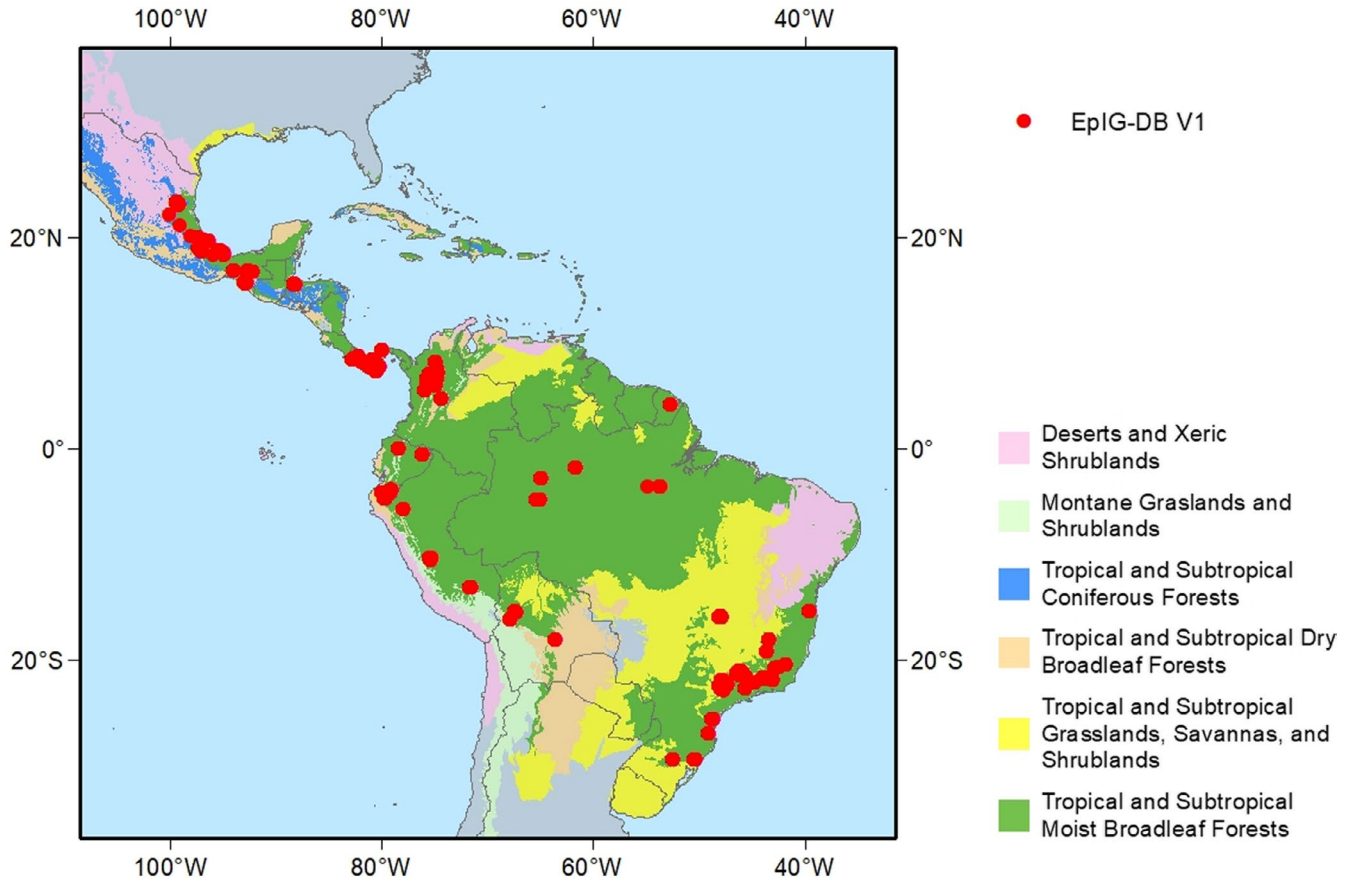 100°W 80°W 60°W 40°W
EpIG-DB V1
20°N 20°N
0° 0°
Deserts and Xeric
Shrublands
Montane Graslands and
Shrublands
Tropical and Subtropical
Coniferous Forests
Tropical and Subtropical Dry
Broadleaf Forests
20°S 20°S
Tropical and Subtropical
Grasslands, Savannas, and
Shrublands
Tropical and Subtropical
Moist Broadleaf Forests
100°W 80°W 60°W 40°W